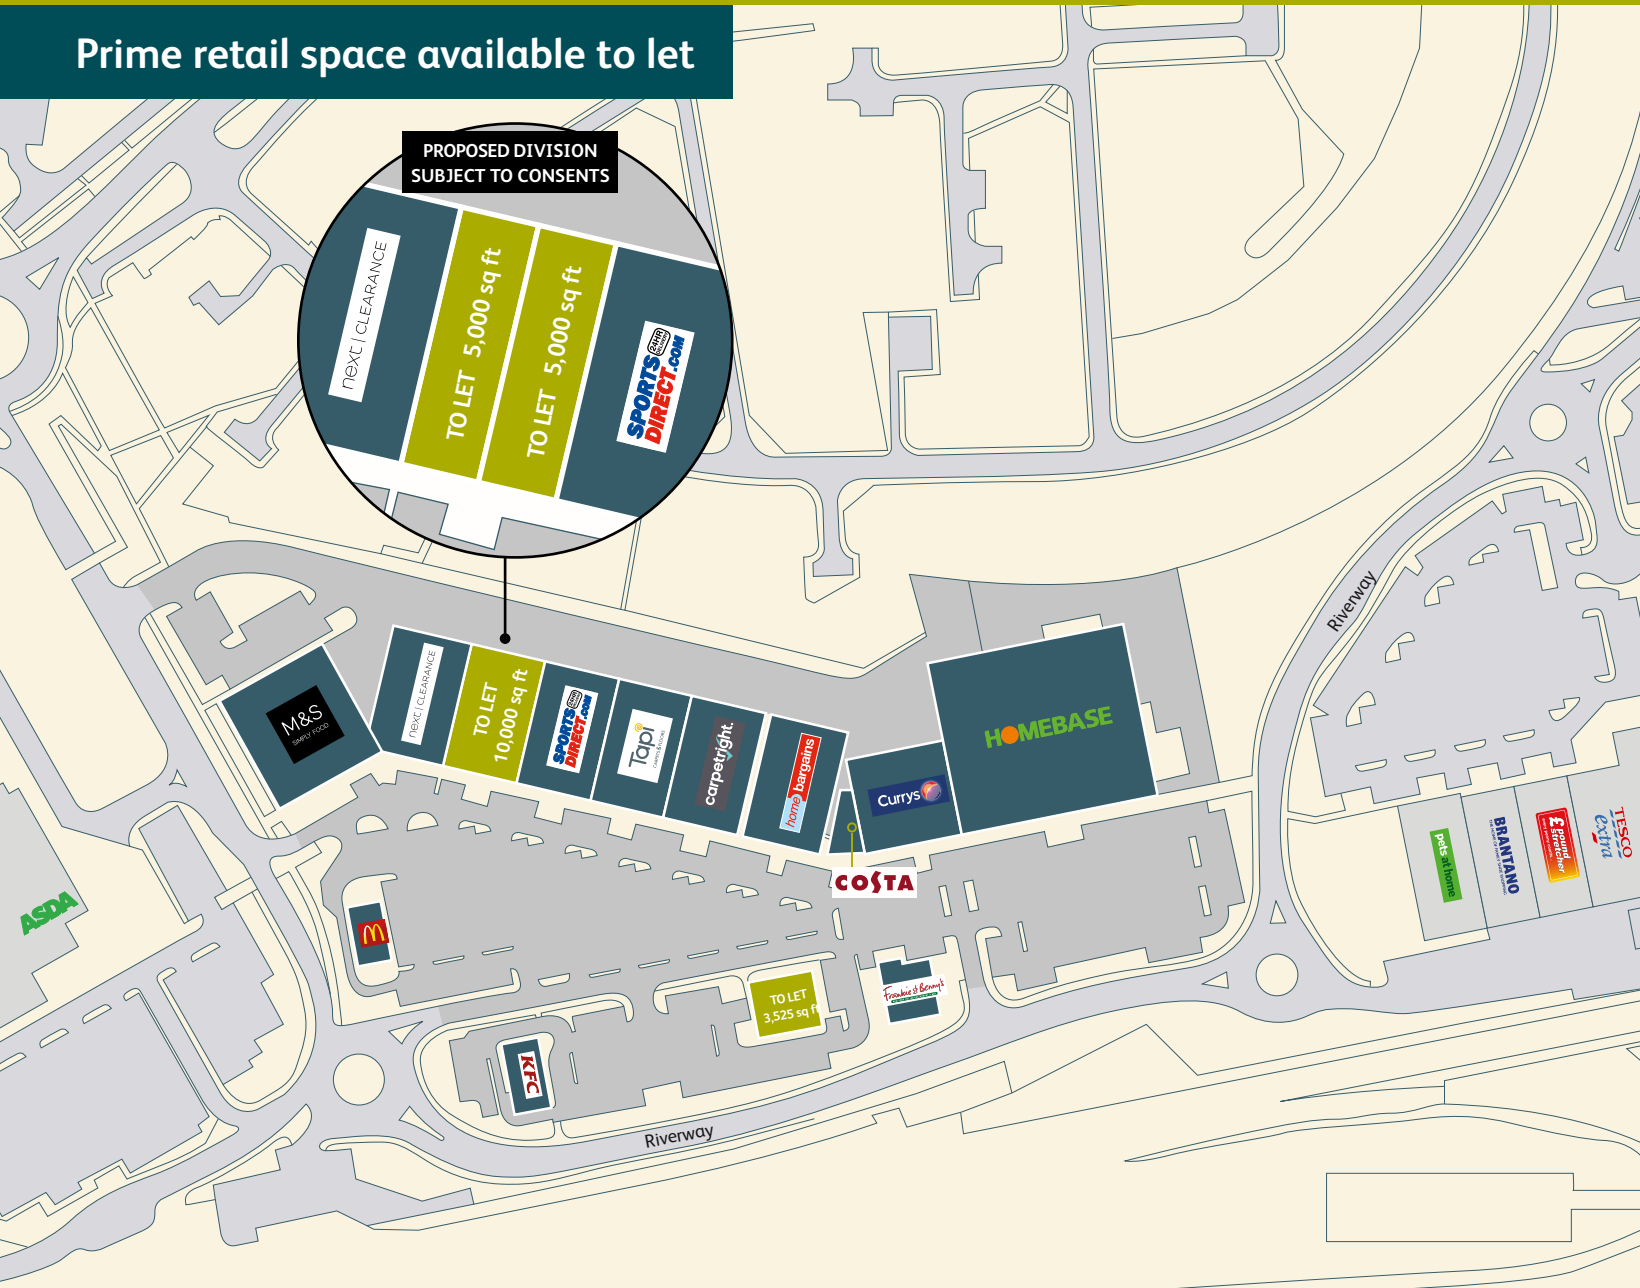 Prime retail space available to let
PROPOSED DIVISION
SUBJECT TO CONSENTS
next | CLEARANCE
TO LET 5,000 sq ft
TO LET 5,000 sq ft
24HR
SPORTS
DIRECT.COM
Riverway
M&S
SIMPLY FOOD
next | CLEARANCE
TO LET
10,000 sq ft
SPORTS
DIRECT.COM
Tapi
carpetright.
home bargains
Currys
HOMEBASE
COSTA
ASDA
pets at home
BRANTANO
£ pound
stretcher
TESCO
extra
TO LET
3,525 sq ft
Frankie & Benny's
KFC
Riverway